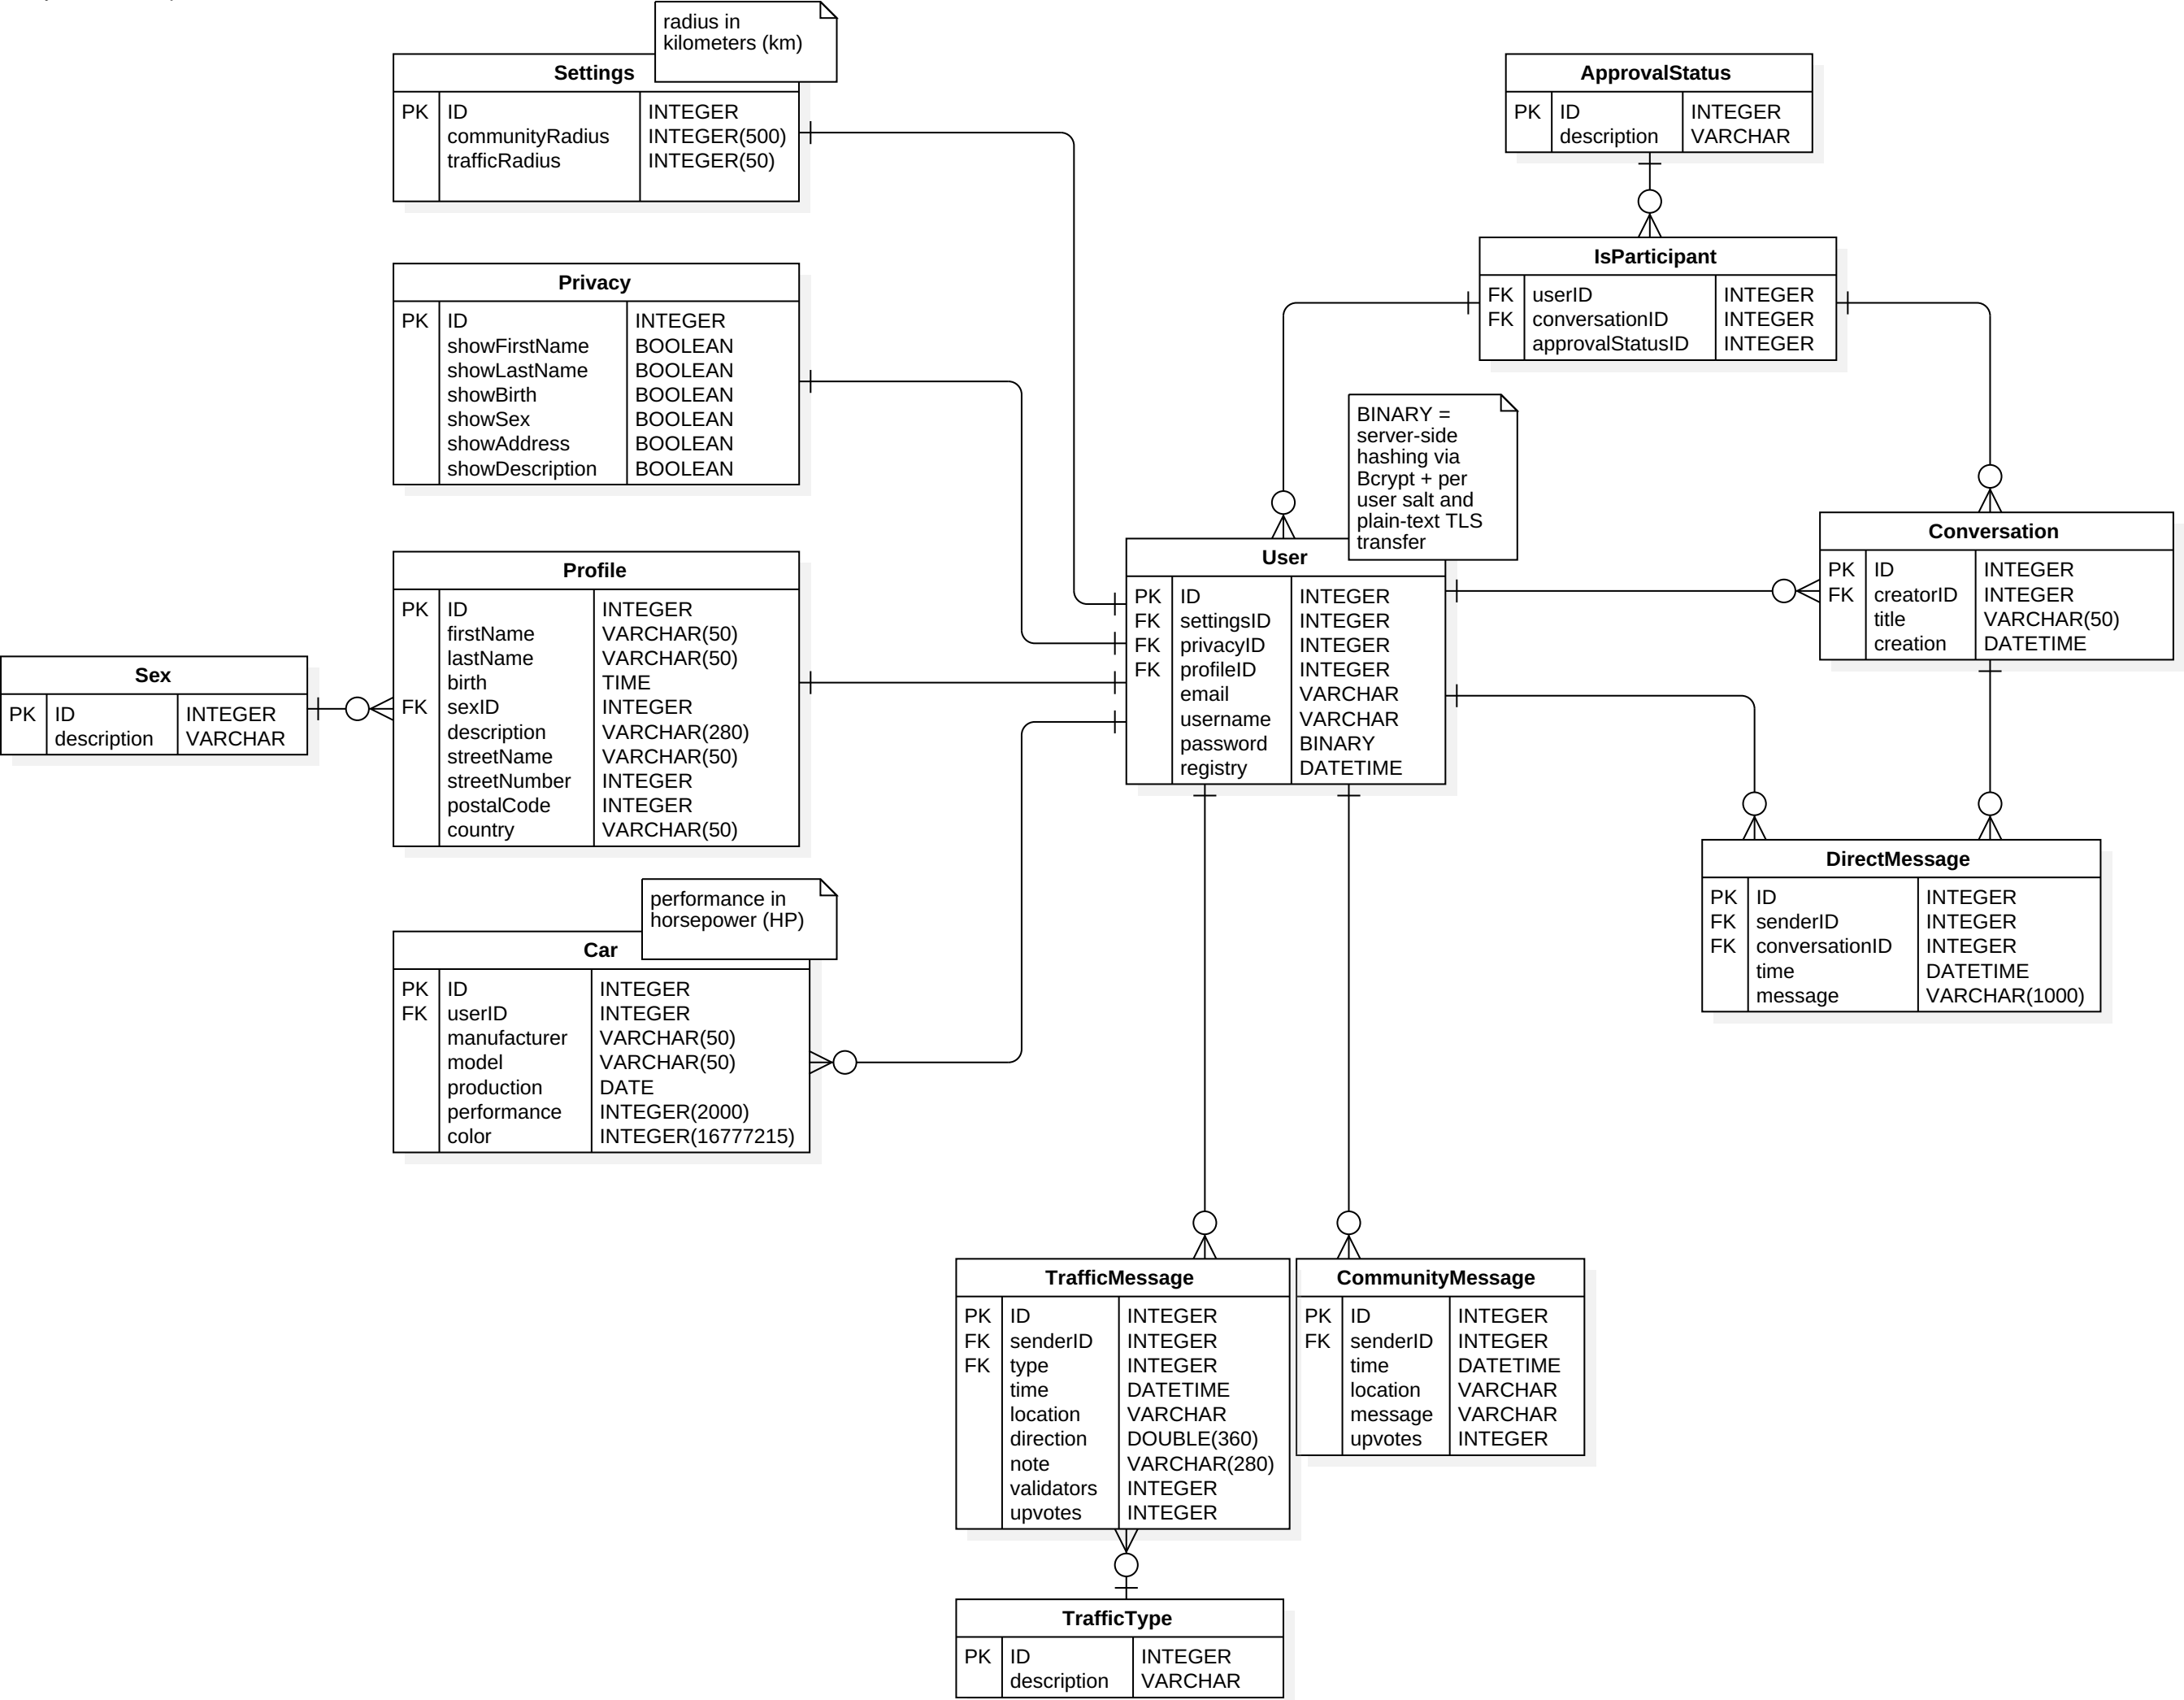 radius in
kilometers (km)
Settings
PK ID INTEGER
communityRadius INTEGER(500)
trafficRadius INTEGER(50)
ApprovalStatus
PK ID INTEGER
description VARCHAR
IsParticipant
FK userID INTEGER
FK conversationID INTEGER
approvalStatusID INTEGER
Privacy
PK ID INTEGER
showFirstName BOOLEAN
showLastName BOOLEAN
showBirth BOOLEAN
showSex BOOLEAN
showAddress BOOLEAN
showDescription BOOLEAN
BINARY =
server-side
hashing via
Bcrypt + per
user salt and
plain-text TLS
transfer
Conversation
PK ID INTEGER
FK creatorID INTEGER
title VARCHAR(50)
creation DATETIME
User
PK ID INTEGER
FK settingsID INTEGER
FK privacyID INTEGER
FK profileID INTEGER
email VARCHAR
username VARCHAR
password BINARY
registry DATETIME
Profile
PK ID INTEGER
firstName VARCHAR(50)
lastName VARCHAR(50)
birth TIME
FK sexID INTEGER
description VARCHAR(280)
streetName VARCHAR(50)
streetNumber INTEGER
postalCode INTEGER
country VARCHAR(50)
Sex
PK ID INTEGER
description VARCHAR
DirectMessage
PK ID INTEGER
FK senderID INTEGER
FK conversationID INTEGER
time DATETIME
message VARCHAR(1000)
performance in
horsepower (HP)
Car
PK ID INTEGER
FK userID INTEGER
manufacturer VARCHAR(50)
model VARCHAR(50)
production DATE
performance INTEGER(2000)
color INTEGER(16777215)
TrafficMessage
PK ID INTEGER
FK senderID INTEGER
FK type INTEGER
time DATETIME
location VARCHAR
direction DOUBLE(360)
note VARCHAR(280)
validators INTEGER
upvotes INTEGER
CommunityMessage
PK ID INTEGER
FK senderID INTEGER
time DATETIME
location VARCHAR
message VARCHAR
upvotes INTEGER
TrafficType
PK ID INTEGER
description VARCHAR